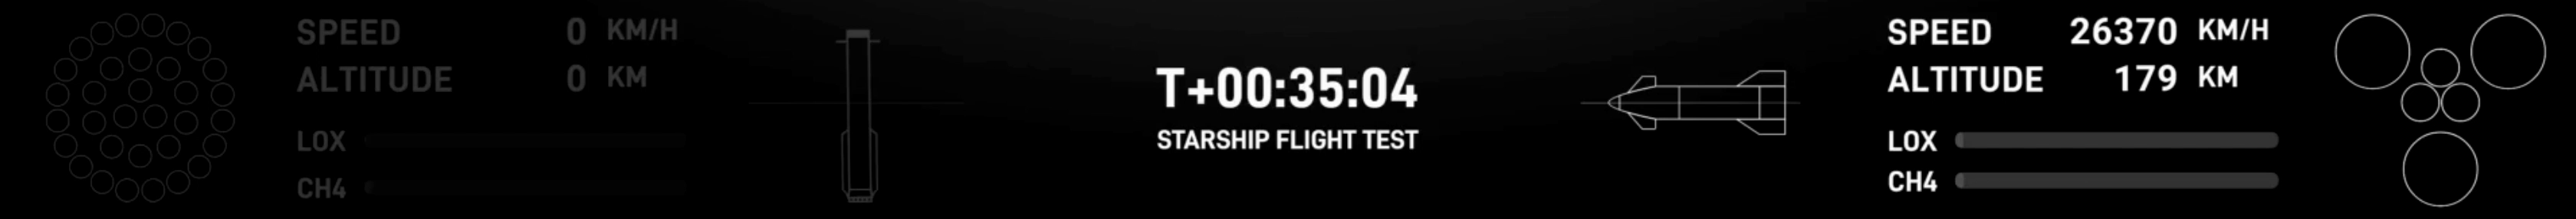 SPEED 0 KM/H
ALTITUDE 0 KM
LOX
CH4
T+00:35:04
STARSHIP FLIGHT TEST
SPEED 26370 KM/H
ALTITUDE 179 KM
LOX
CH4